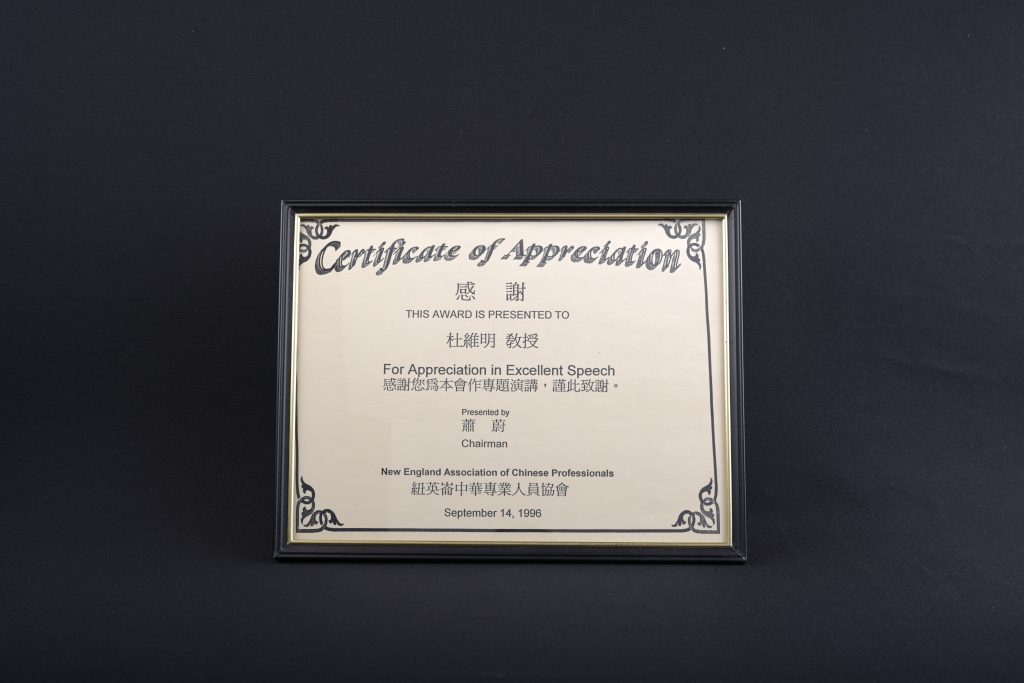 Certificate of Appreciation
感 謝
THIS AWARD IS PRESENTED TO
杜維明 教授
For Appreciation in Excellent Speech
感謝您爲本會作專題演講，謹此致謝。
Presented by
蕭 蔚
Chairman
New England Association of Chinese Professionals
紐英崙中華專業人員協會
September 14, 1996